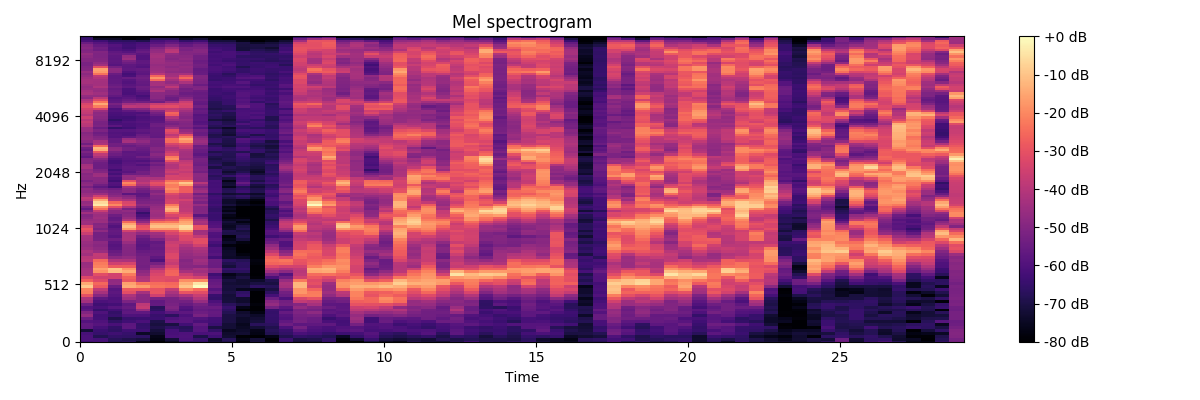 Mel spectrogram
Hz
8192
4096
2048
1024
512
0
0 5 10 15 20 25
Time
+0 dB
-10 dB
-20 dB
-30 dB
-40 dB
-50 dB
-60 dB
-70 dB
-80 dB